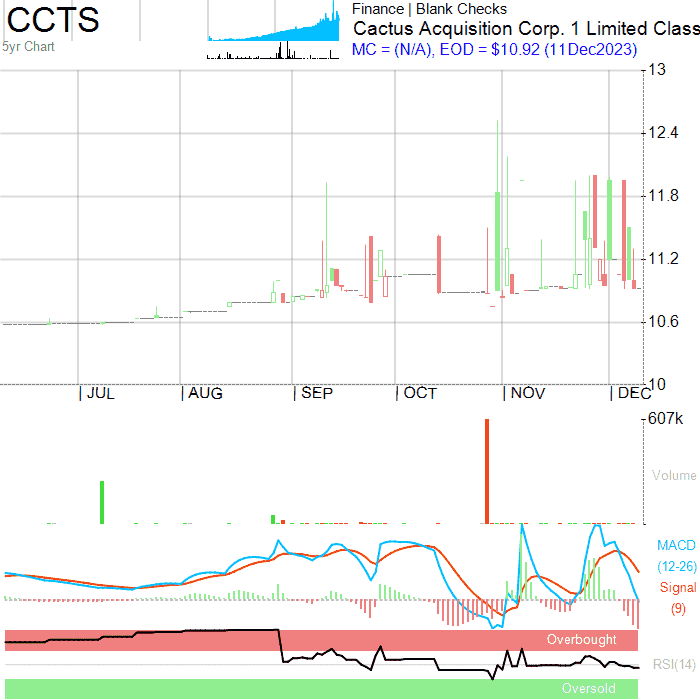 CCTS
5yr Chart
Finance | Blank Checks
Cactus Acquisition Corp. 1 Limited Class
MC = (N/A), EOD = $10.92 (11Dec2023)
13
12.4
11.8
11.2
10.6
10
| JUL | AUG | SEP | OCT | NOV | DEC
607k
Volume
MACD
(12-26)
Signal
(9)
Overbought
RSI(14)
Oversold